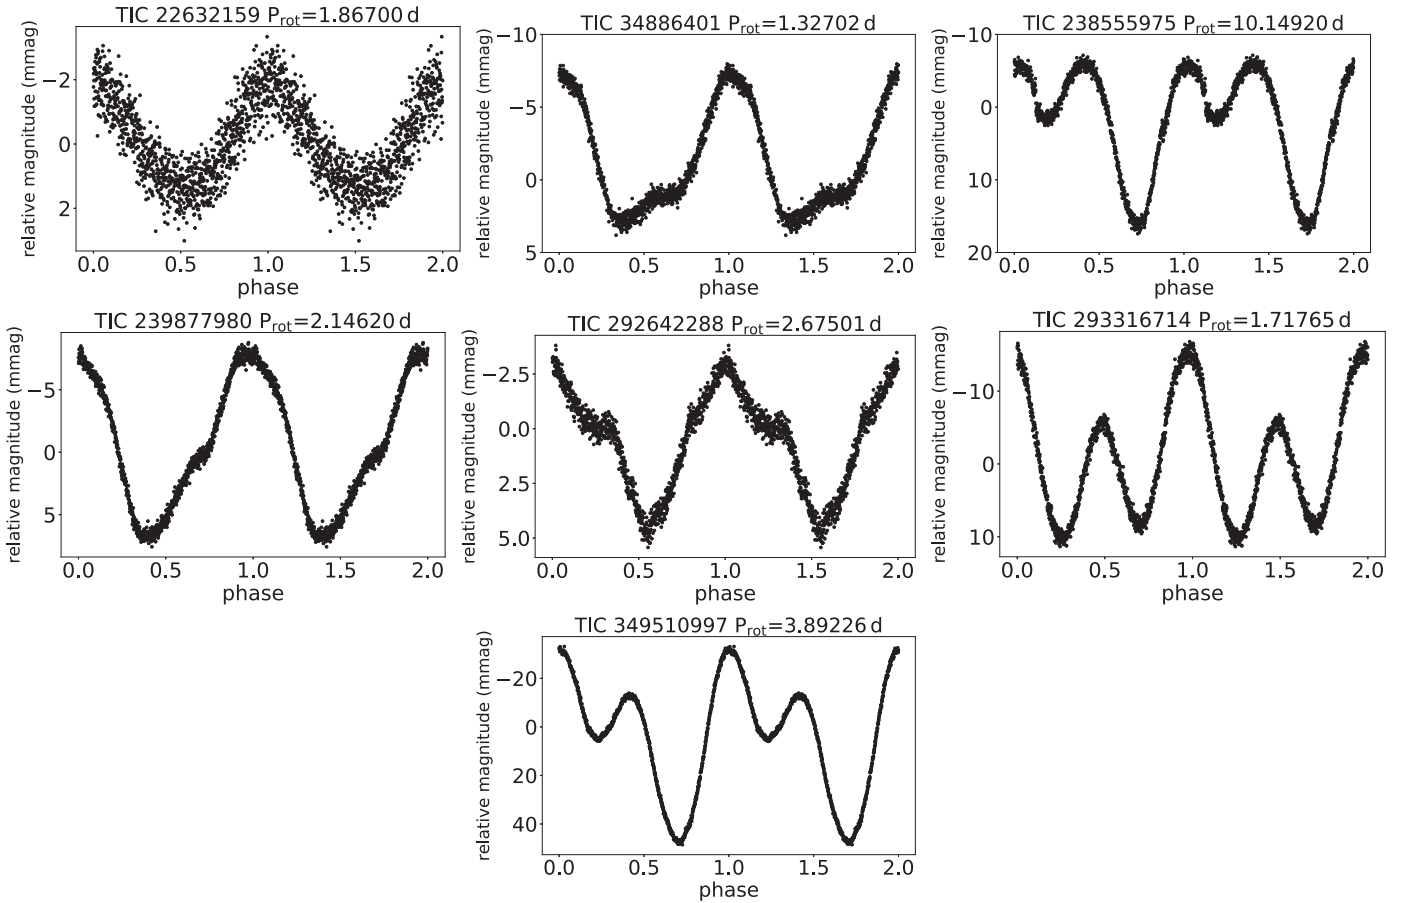 TIC 22632159 Prot=1.86700 d
relative magnitude (mmag)
−2
0
2
0.0 0.5 1.0 1.5 2.0
phase
TIC 34886401 Prot=1.32702 d
relative magnitude (mmag)
−10
−5
0
5
0.0 0.5 1.0 1.5 2.0
phase
TIC 238555975 Prot=10.14920 d
relative magnitude (mmag)
−10
0
10
20
0.0 0.5 1.0 1.5 2.0
phase
TIC 239877980 Prot=2.14620 d
relative magnitude (mmag)
−5
0
5
0.0 0.5 1.0 1.5 2.0
phase
TIC 292642288 Prot=2.67501 d
relative magnitude (mmag)
−2.5
0.0
2.5
5.0
0.0 0.5 1.0 1.5 2.0
phase
TIC 293316714 Prot=1.71765 d
relative magnitude (mmag)
−10
0
10
0.0 0.5 1.0 1.5 2.0
phase
TIC 349510997 Prot=3.89226 d
relative magnitude (mmag)
−20
0
20
40
0.0 0.5 1.0 1.5 2.0
phase